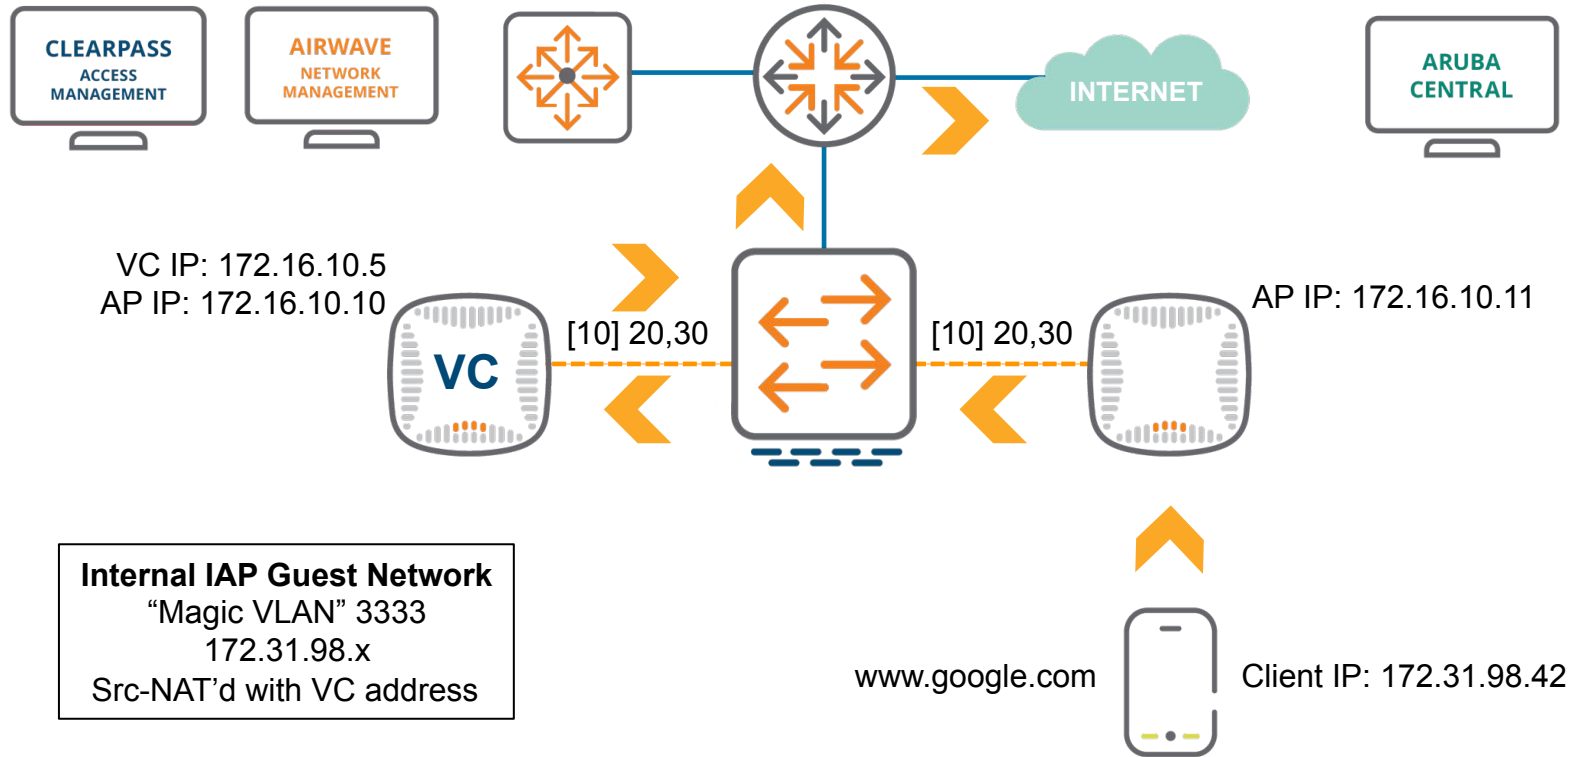 CLEARPASS
ACCESS
MANAGEMENT
AIRWAVE
NETWORK
MANAGEMENT
INTERNET
ARUBA
CENTRAL
VC IP: 172.16.10.5
AP IP: 172.16.10.10
AP IP: 172.16.10.11
[10] 20,30
[10] 20,30
VC
Internal IAP Guest Network
“Magic VLAN” 3333
172.31.98.x
Src-NAT’d with VC address
www.google.com
Client IP: 172.31.98.42